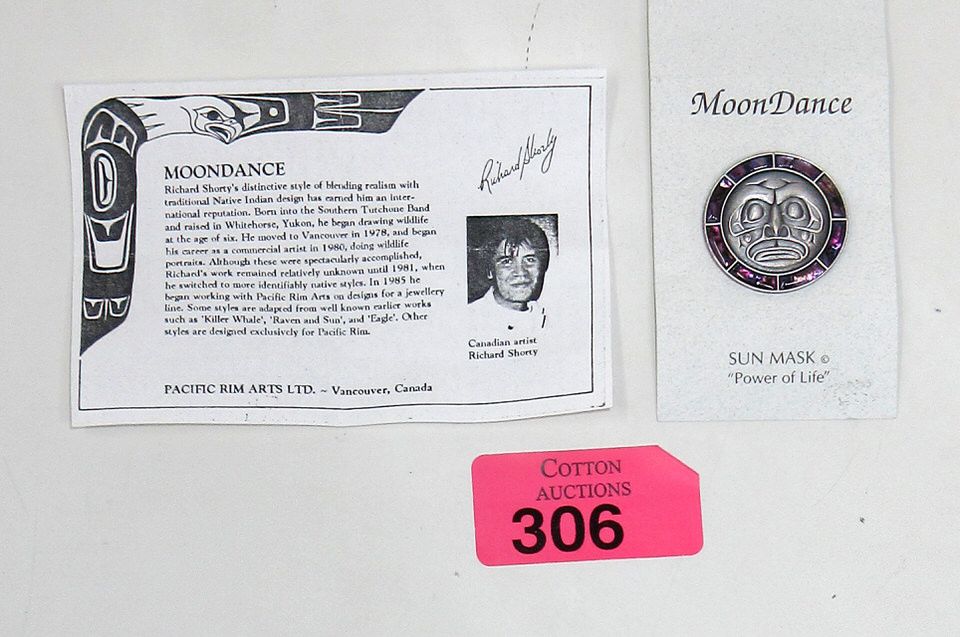 MOONDANCE
Richard Shorty's distinctive style of blending realism with
traditional Native Indian design has earned him an inter-
national reputation. Born into the Southern Tutchone Band
and raised in Whitehorse, Yukon, he began drawing wildlife
at the age of six. He moved to Vancouver in 1978, and began
his career as a commercial artist in 1980, doing wildlife
portraits. Although these were spectacularly accomplished,
Richard's work remained relatively unknown until 1981, when
he switched to more identifiably native styles. In 1985 he
began working with Pacific Rim Arts on designs for a jewellery
line. Some styles are adapted from well known earlier works
such as 'Killer Whale', 'Raven and Sun', and 'Eagle'. Other
styles are designed exclusively for Pacific Rim.
PACIFIC RIM ARTS LTD. ~ Vancouver, Canada
Richard Shorty
Canadian artist
Richard Shorty
MoonDance
SUN MASK ©
"Power of Life"
COTTON
AUCTIONS
306